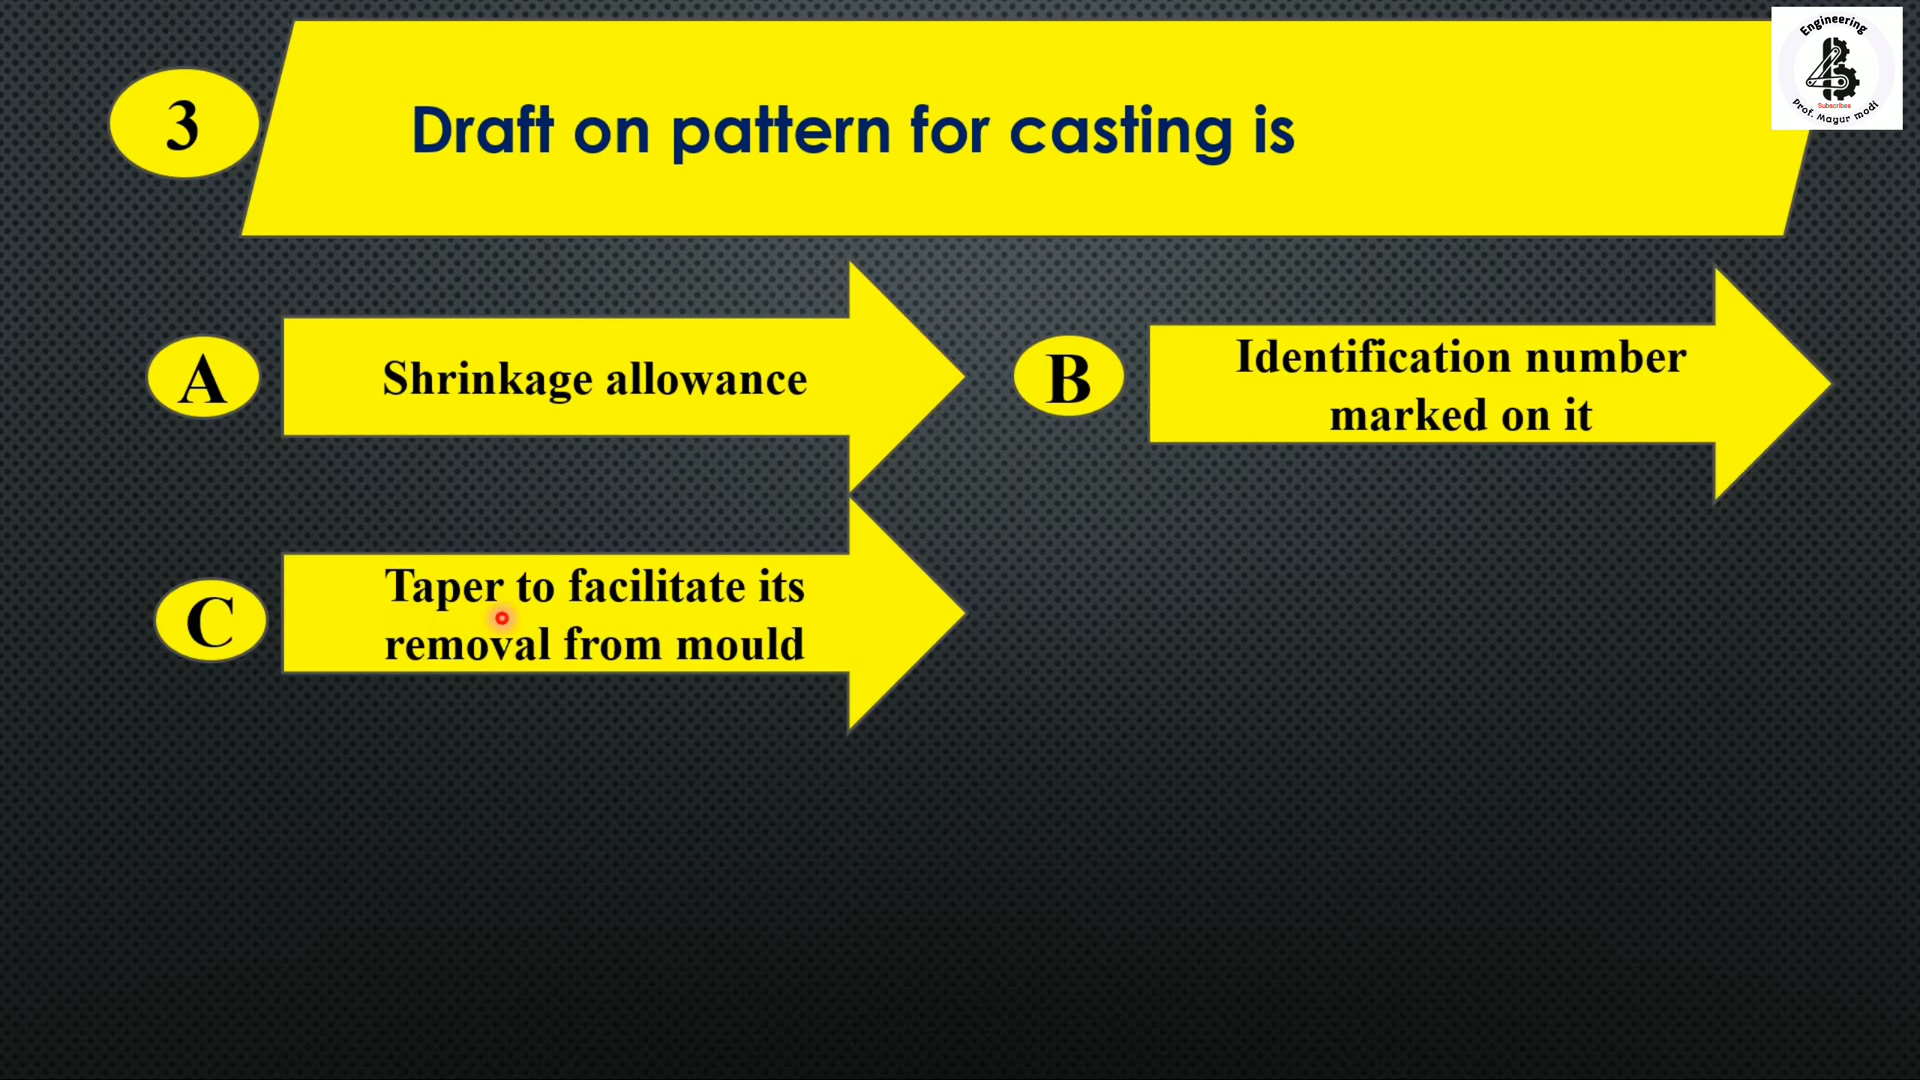 3
Draft on pattern for casting is
Engineering
Subscribes
Prof. Mayur modi
A
Shrinkage allowance
B
Identification number
marked on it
C
Taper to facilitate its
removal from mould